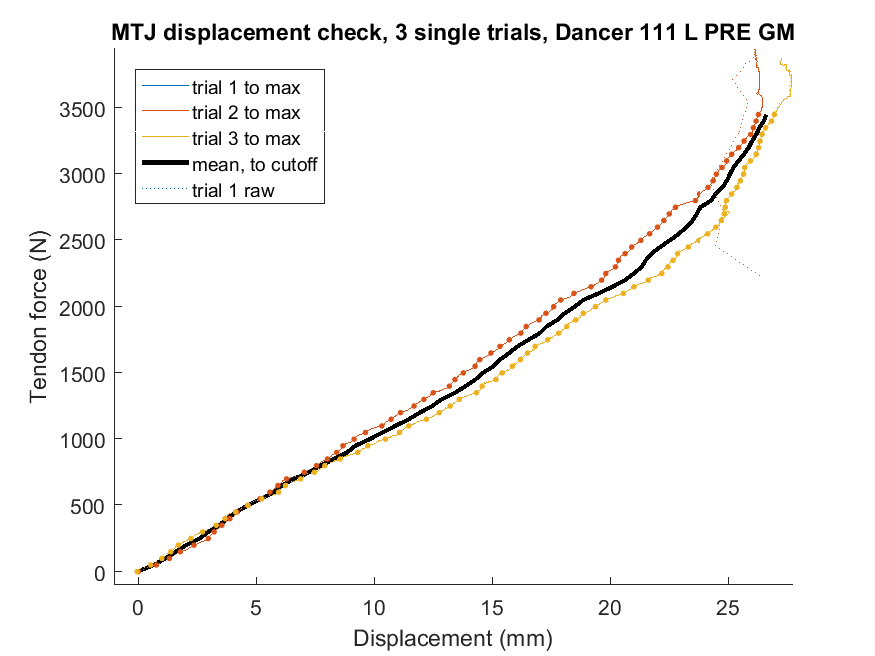 MTJ displacement check, 3 single trials, Dancer 111 L PRE GM
trial 1 to max
trial 2 to max
trial 3 to max
mean, to cutoff
trial 1 raw
Tendon force (N)
3500
3000
2500
2000
1500
1000
500
0
0 5 10 15 20 25
Displacement (mm)